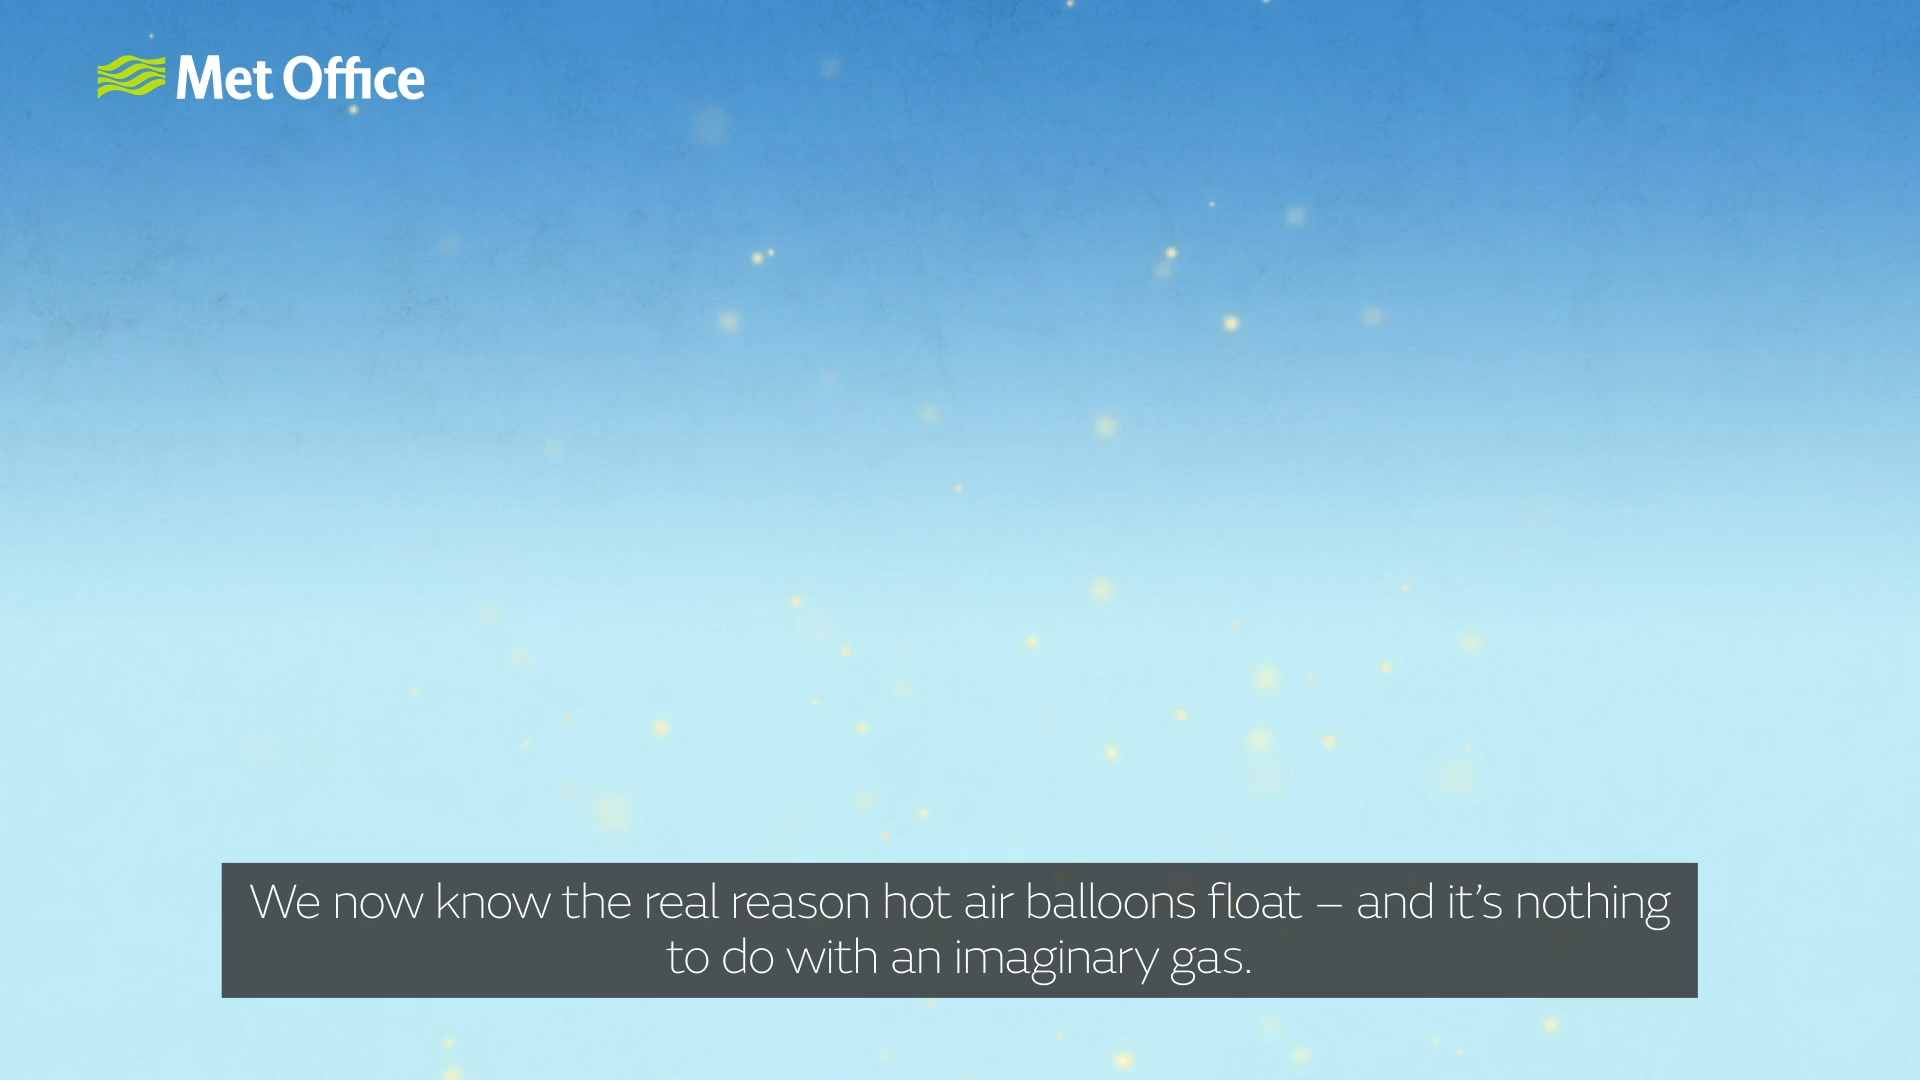 Met Office
We now know the real reason hot air balloons float – and it’s nothing
to do with an imaginary gas.